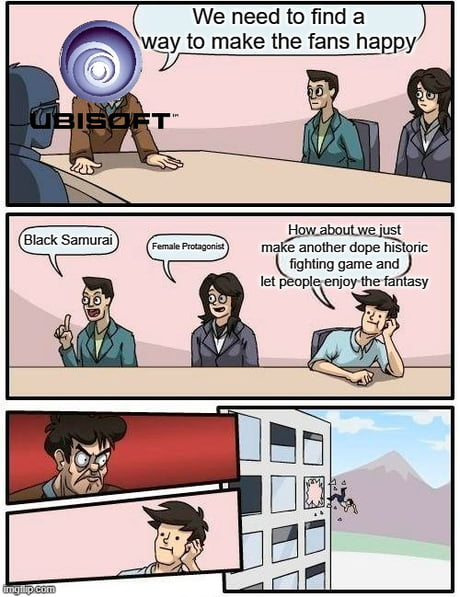 We need to find a
way to make the fans happy
UBISOFT™
Black Samurai
Female Protagonist
How about we just
make another dope historic
fighting game and
let people enjoy the fantasy
imgflip.com